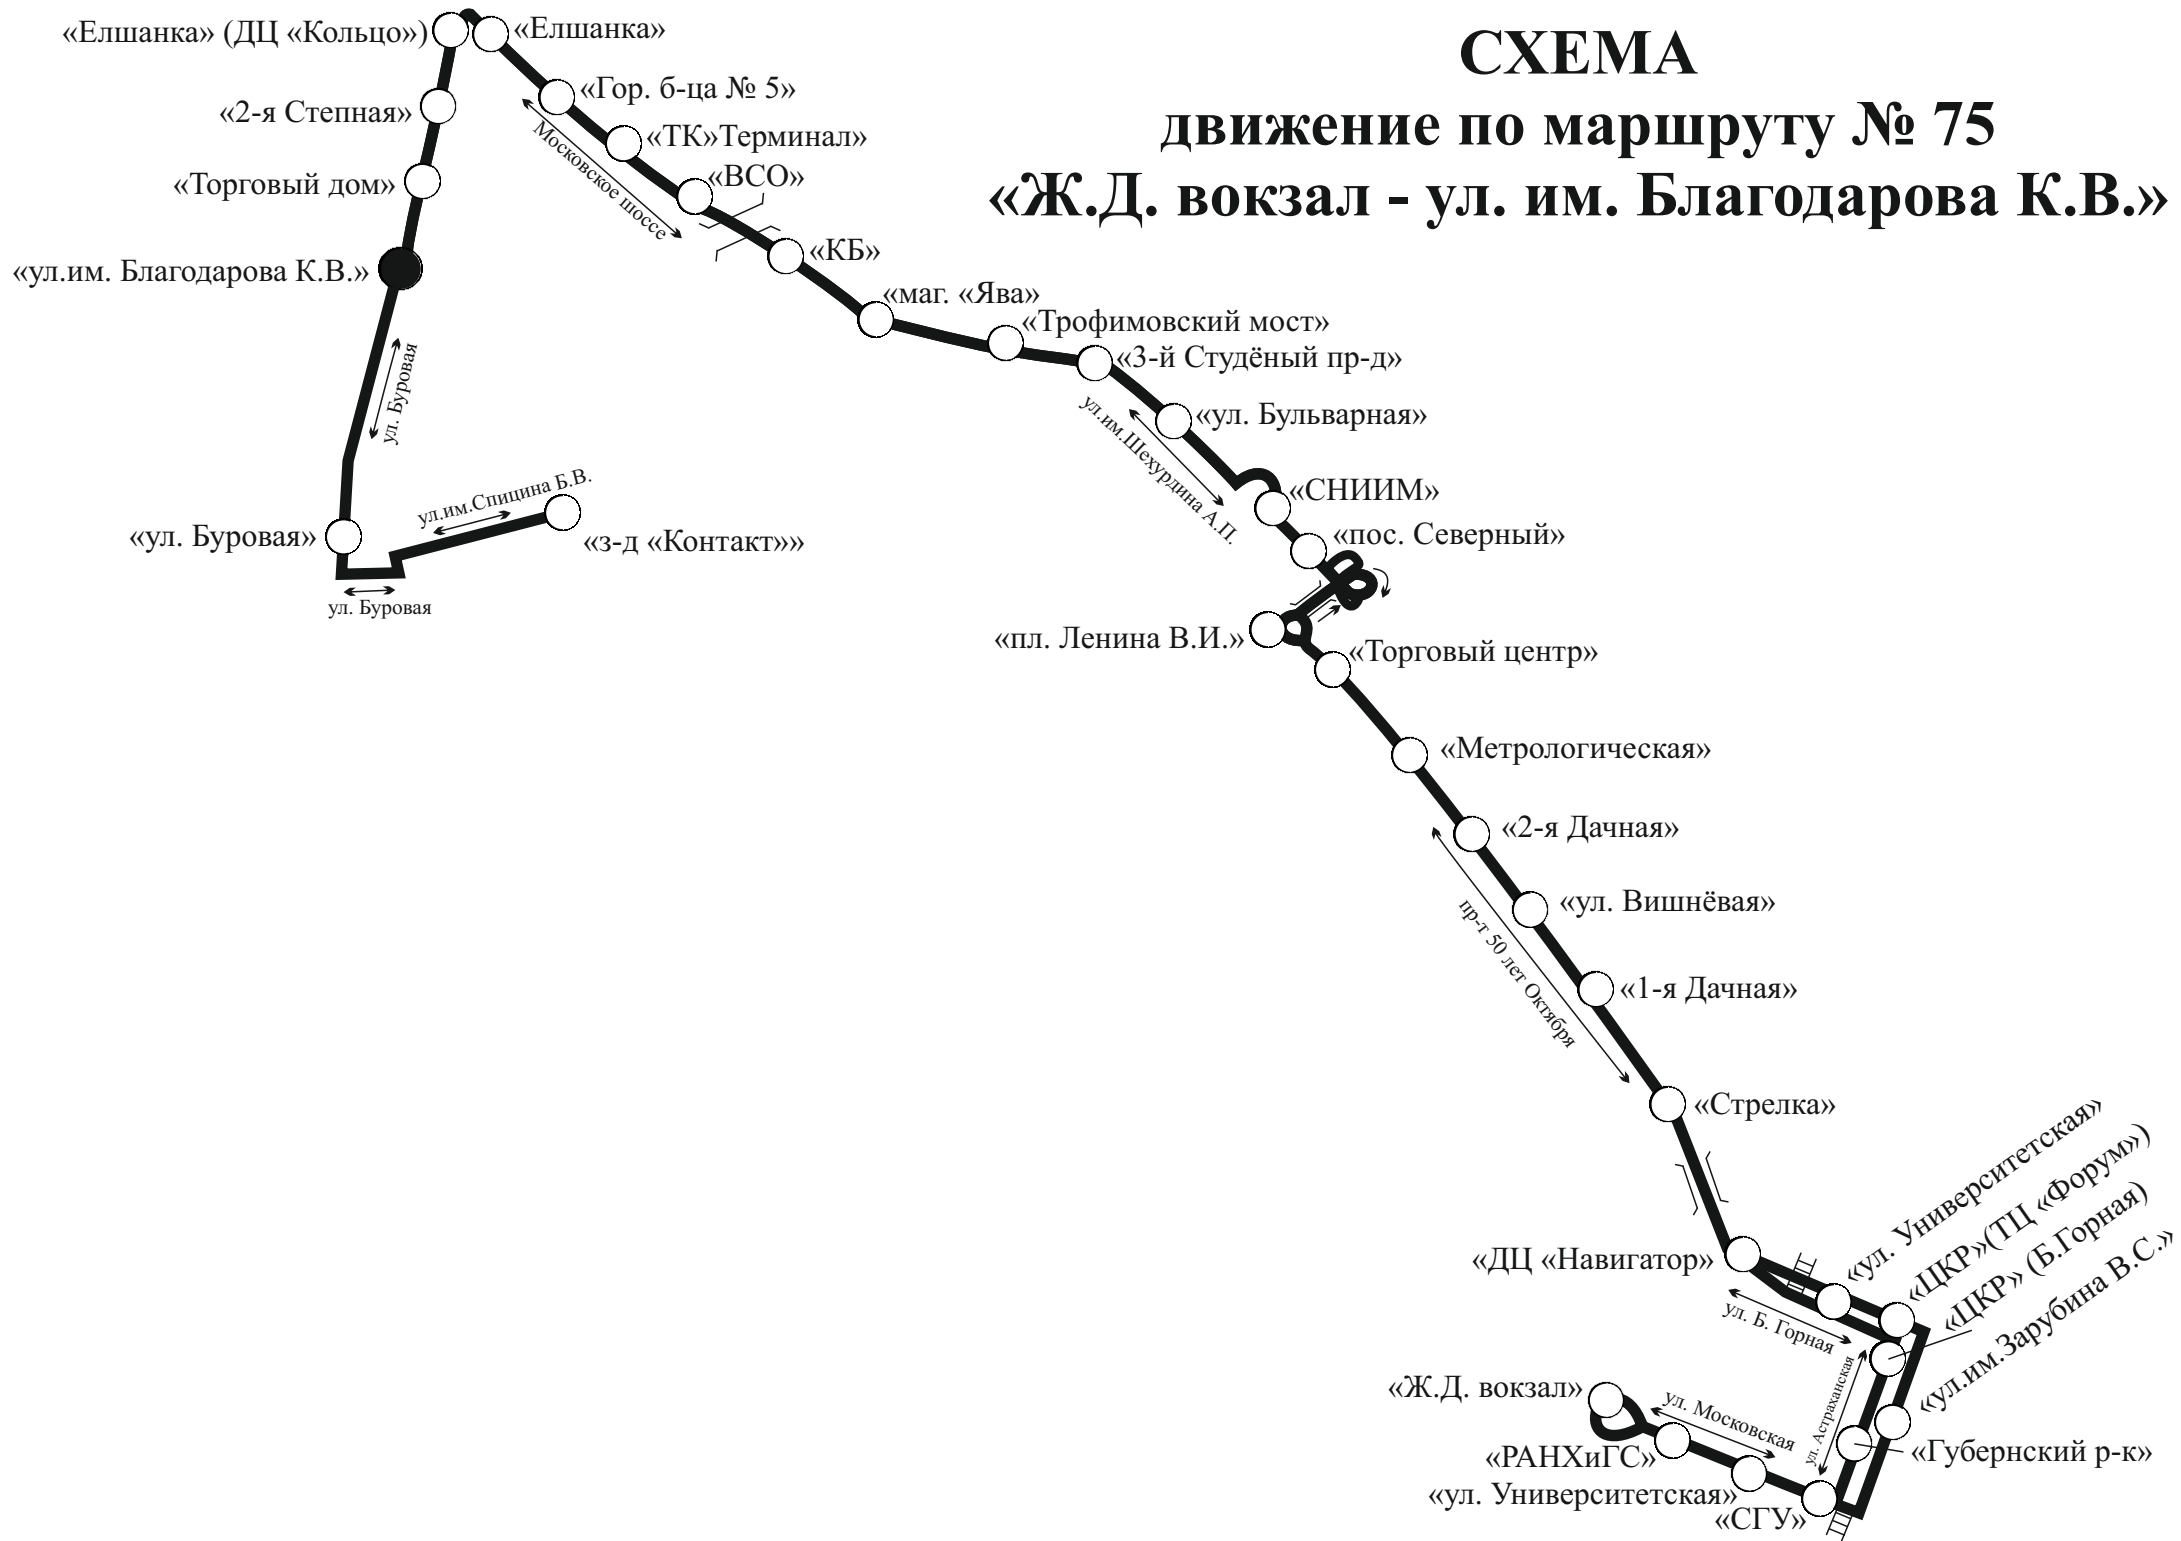 СХЕМА
движение по маршруту № 75
«Ж.Д. вокзал - ул. им. Благодарова К.В.»
«Елшанка» (ДЦ «Кольцо»)
«Елшанка»
«2-я Степная»
«Гор. б-ца № 5»
«ТК»Терминал»
Московское шоссе
«Торговый дом»
«ВСО»
«ул.им. Благодарова К.В.»
«КБ»
«маг. «Ява»
«Трофимовский мост»
«3-й Студёный пр-д»
ул. Буровая
«ул. Бульварная»
ул.им.Шехурдина А.П.
ул.им.Спицина Б.В.
«СНИИМ»
«ул. Буровая»
«з-д «Контакт»»
«пос. Северный»
ул. Буровая
«пл. Ленина В.И.»
«Торговый центр»
«Метрологическая»
«2-я Дачная»
«ул. Вишнёвая»
пр-т 50 лет Октября
«1-я Дачная»
«Стрелка»
«ул. Университетская»
«ЦКР»(ТЦ «Форум»)
«ЦКР» (Б.Горная)
«ул.им.Зарубина В.С.»
«ДЦ «Навигатор»
ул. Б. Горная
ул. Астраханская
«Ж.Д. вокзал»
ул. Московская
«Губернский р-к»
«РАНХиГС»
«ул. Университетская»
«СГУ»